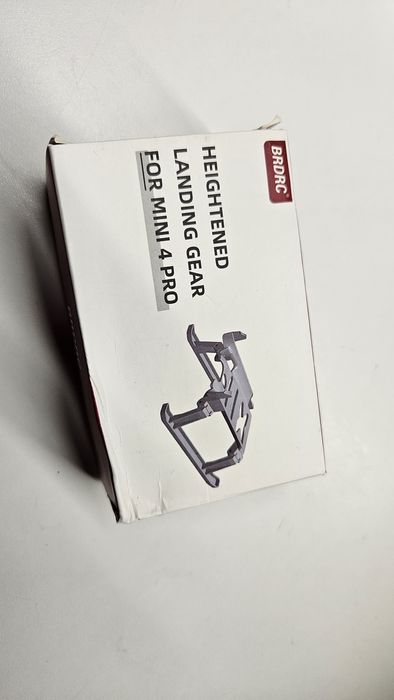 BRDRC®
HEIGHTENED
LANDING GEAR
FOR MINI 4 PRO